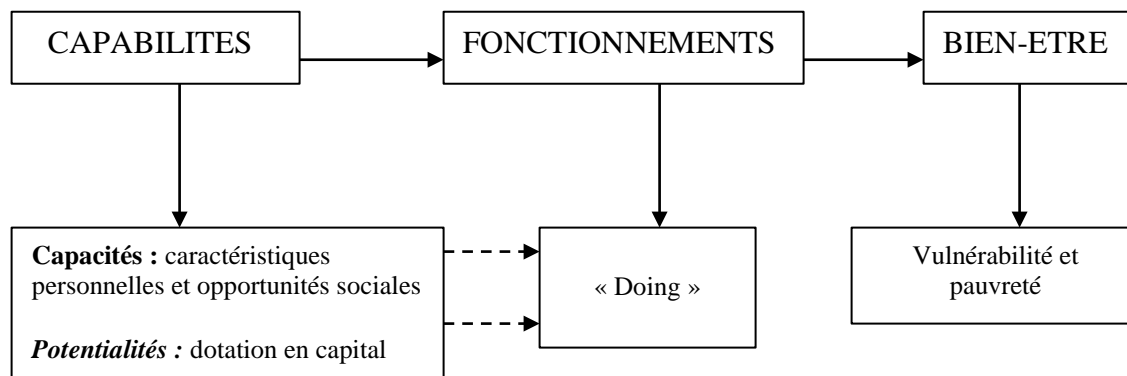 CAPABILITES
FONCTIONNEMENTS
BIEN-ETRE
Capacités : caractéristiques
personnelles et opportunités sociales
Potentialités : dotation en capital
« Doing »
Vulnérabilité et
pauvreté